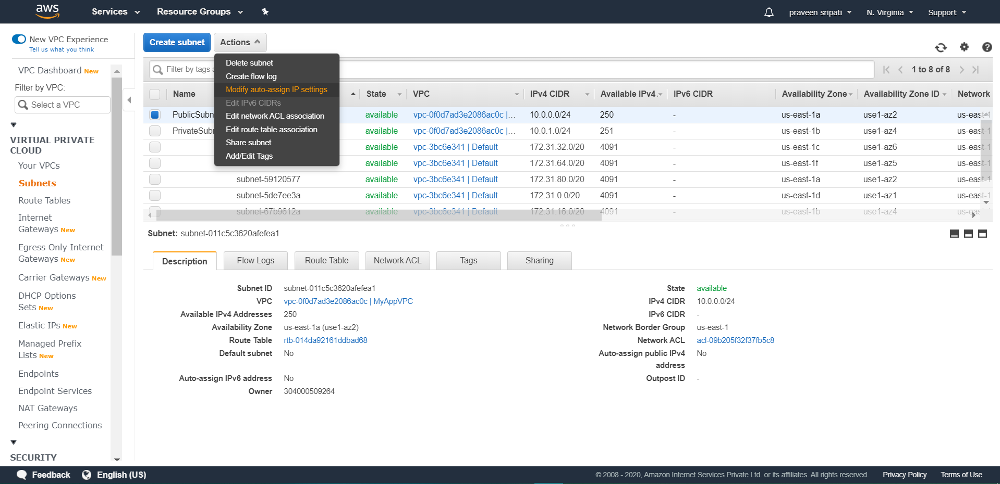 aws Services Resource Groups praveen sripati N. Virginia Support
New VPC Experience
Tell us what you think
VPC Dashboard New
Filter by VPC:
Select a VPC
VIRTUAL PRIVATE
CLOUD
Your VPCs
Subnets
Route Tables
Internet
Gateways New
Egress Only Internet
Gateways New
Carrier Gateways New
DHCP Options
Sets New
Elastic IPs New
Managed Prefix
Lists New
Endpoints
Endpoint Services
NAT Gateways
Peering Connections
SECURITY
Create subnet Actions
Delete subnet
Create flow log
Modify auto-assign IP settings
Edit IPv6 CIDRs
Edit network ACL association
Edit route table association
Share subnet
Add/Edit Tags
Filter by tags 1 to 8 of 8
Name State VPC IPv4 CIDR Available IPv4 IPv6 CIDR Availability Zone Availability Zone ID Network
PublicSubn available vpc-0f0d7ad3e2086ac0c |... 10.0.0.0/24 250 - us-east-1a use1-az2 us-east-1
PrivateSub available vpc-0f0d7ad3e2086ac0c |... 10.0.1.0/24 251 - us-east-1b use1-az4 us-east-1
available vpc-3bc6e341 | Default 172.31.32.0/20 4091 - us-east-1c use1-az6 us-east-1
available vpc-3bc6e341 | Default 172.31.64.0/20 4091 - us-east-1f use1-az5 us-east-1
subnet-59120577 available vpc-3bc6e341 | Default 172.31.80.0/20 4091 - us-east-1a use1-az2 us-east-1
subnet-5de7ee3a available vpc-3bc6e341 | Default 172.31.0.0/20 4091 - us-east-1d use1-az1 us-east-1
subnet-67b9612a available vpc-3bc6e341 | Default 172.31.16.0/20 4091 - us-east-1b use1-az4 us-east-1
Subnet: subnet-011c5c3620afefea1
Description Flow Logs Route Table Network ACL Tags Sharing
Subnet ID subnet-011c5c3620afefea1 State available
VPC vpc-0f0d7ad3e2086ac0c | MyAppVPC IPv4 CIDR 10.0.0.0/24
Available IPv4 Addresses 250 IPv6 CIDR -
Availability Zone us-east-1a (use1-az2) Network Border Group us-east-1
Route Table rtb-014da92161ddbad68 Network ACL acl-09b205f32f37fb5c8
Default subnet No Auto-assign public IPv4 No
address
Auto-assign IPv6 address No Outpost ID -
Owner 304000509264
Feedback English (US) © 2008 - 2020, Amazon Internet Services Private Ltd. or its affiliates. All rights reserved. Privacy Policy Terms of Use